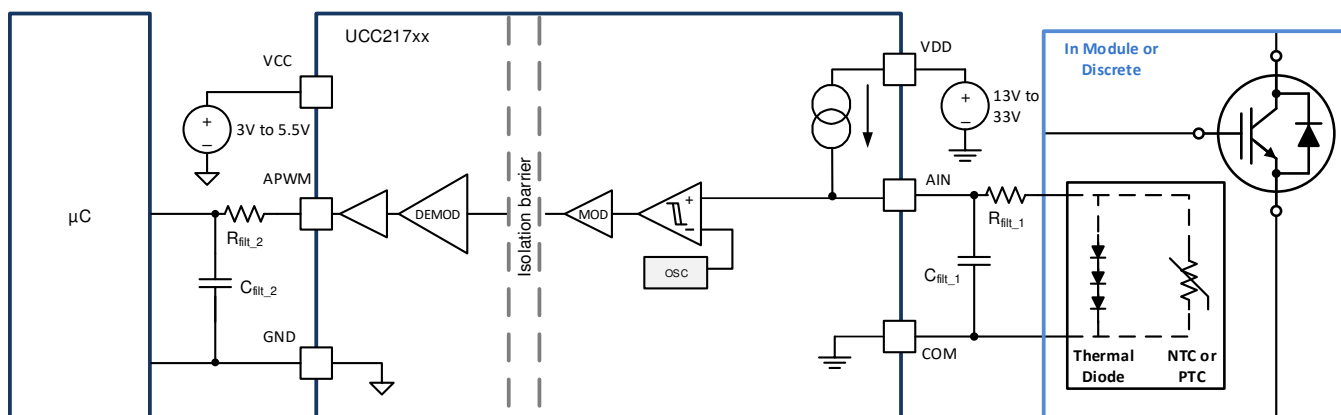 UCC217xx
VDD
In Module or
Discrete
VCC
+
3V to 5.5V
−
+
13V to
33V
−
Isolation barrier
APWM
AIN
µC
DEMOD
MOD
+
−
Rfilt_2
Rfilt_1
OSC
Cfilt_2
Cfilt_1
GND
COM
Thermal
Diode
NTC or
PTC